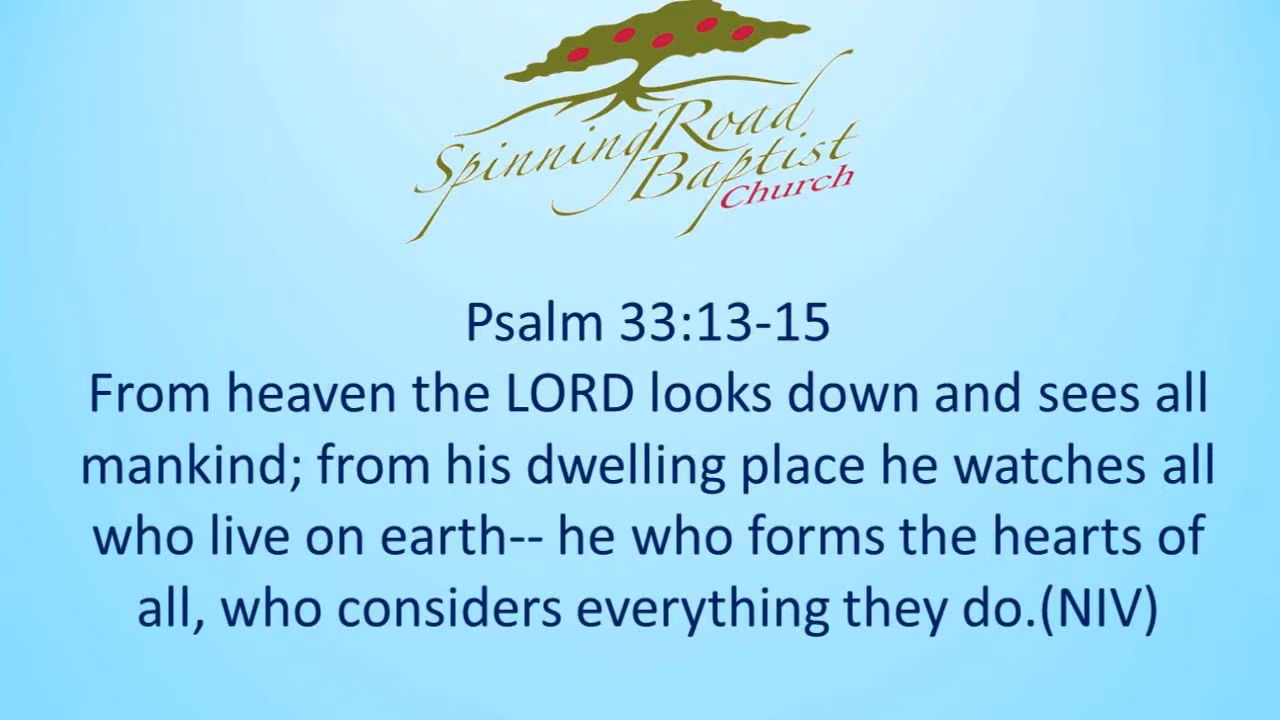 Spinning Road
Baptist
Church
Psalm 33:13-15
From heaven the LORD looks down and sees all
mankind; from his dwelling place he watches all
who live on earth-- he who forms the hearts of
all, who considers everything they do.(NIV)